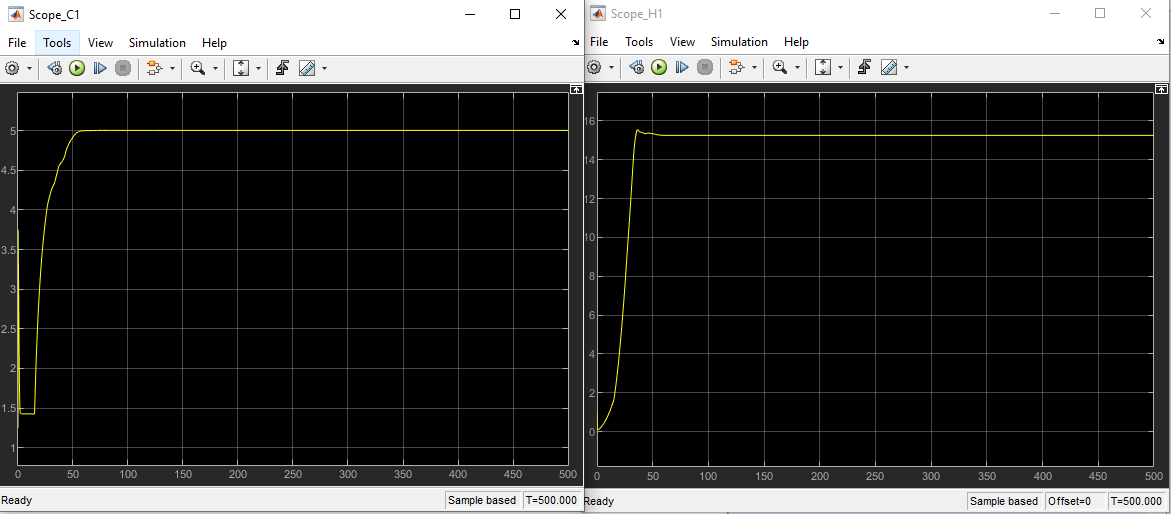 Scope_C1
File Tools View Simulation Help
5
4.5
4
3.5
3
2.5
2
1.5
1
0 50 100 150 200 250 300 350 400 450 500
Ready Sample based T=500.000
Scope_H1
File Tools View Simulation Help
16
14
12
10
8
6
4
2
0
0 50 100 150 200 250 300 350 400 450 500
Ready Sample based Offset=0 T=500.000